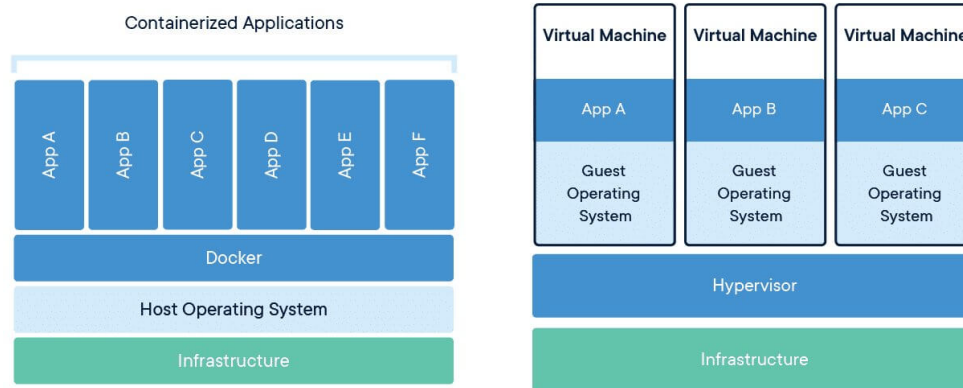 Containerized Applications
App A
App B
App C
App D
App E
App F
Docker
Host Operating System
Infrastructure
Virtual Machine
App A
Guest
Operating
System
Virtual Machine
App B
Guest
Operating
System
Virtual Machine
App C
Guest
Operating
System
Hypervisor
Infrastructure